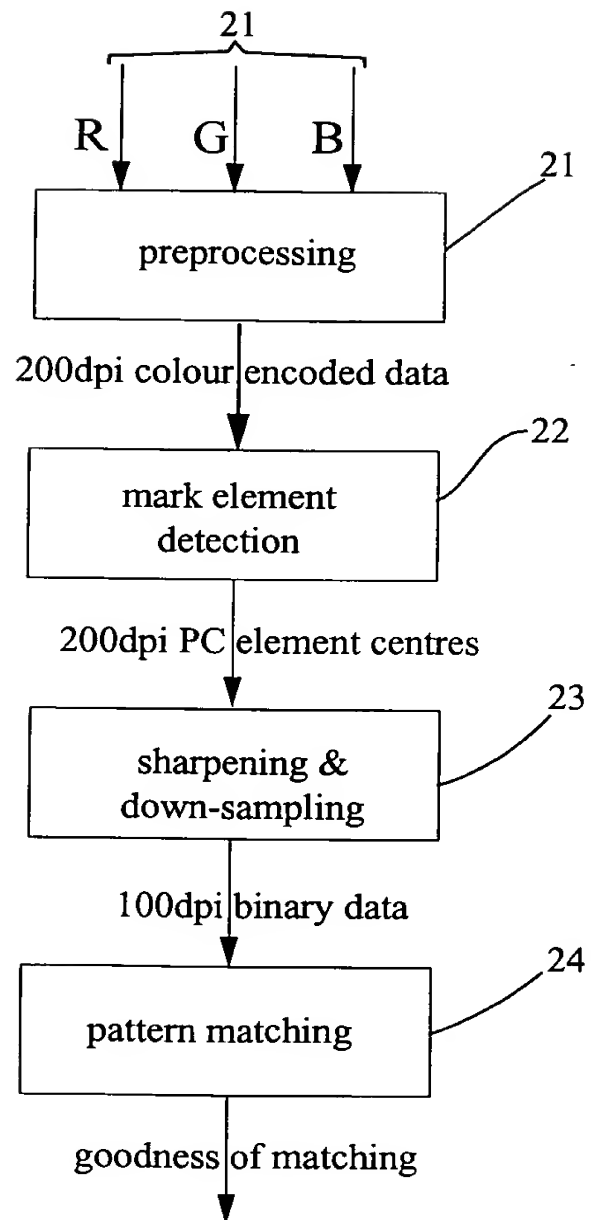 21
R G B
21
preprocessing
200dpi colour encoded data
22
mark element
detection
200dpi PC element centres
23
sharpening &
down-sampling
100dpi binary data
24
pattern matching
goodness of matching